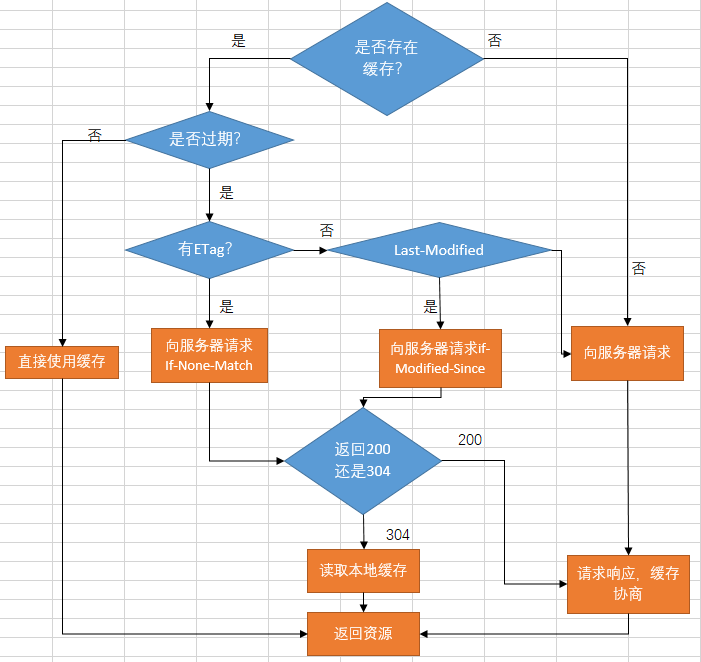 是否存在
缓存?
是
否
是否过期?
否
是
有ETag?
否
Last-Modified
否
是
是
向服务器请求
If-None-Match
向服务器请求if-
Modified-Since
向服务器请求
直接使用缓存
返回200
还是304
200
304
读取本地缓存
请求响应，缓存
协商
返回资源